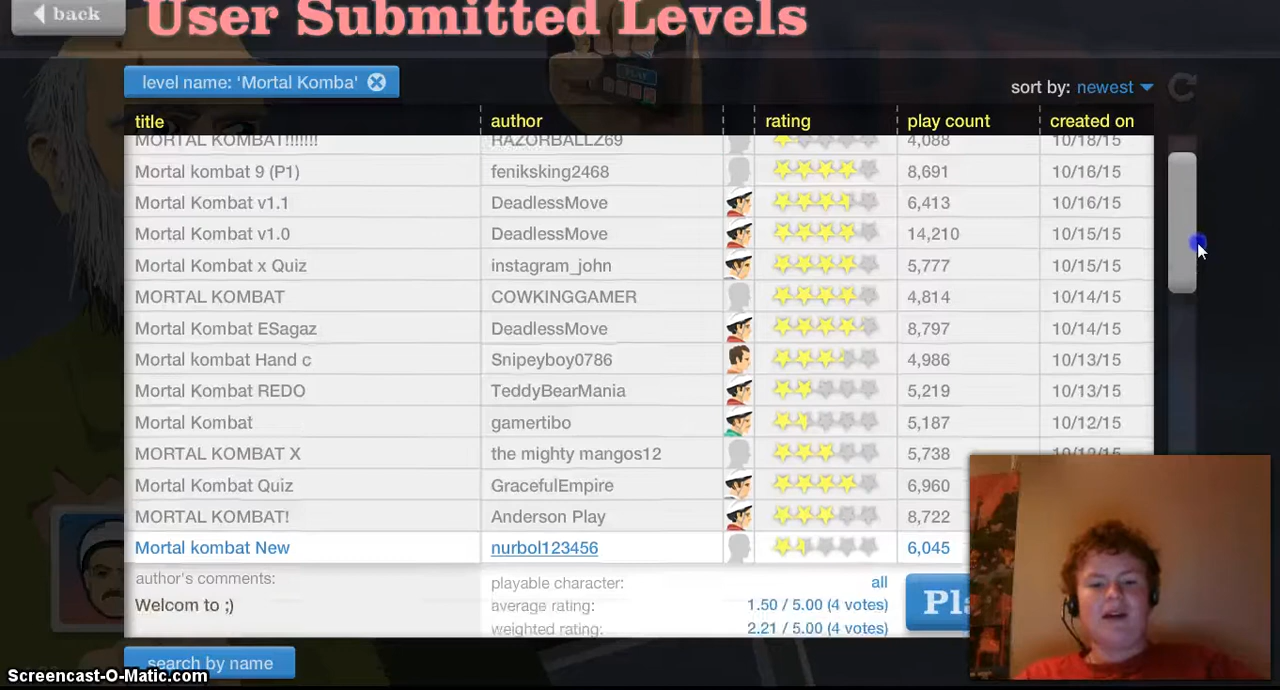 back
User Submitted Levels
level name: 'Mortal Komba'
sort by: newest
title author rating play count created on
MORTAL KOMBAT!!!!!!! RAZORBALLZ69 4,088 10/18/15
Mortal kombat 9 (P1) feniksking2468 8,691 10/16/15
Mortal Kombat v1.1 DeadlessMove 6,413 10/16/15
Mortal Kombat v1.0 DeadlessMove 14,210 10/15/15
Mortal Kombat x Quiz instagram_john 5,777 10/15/15
MORTAL KOMBAT COWKINGGAMER 4,814 10/14/15
Mortal Kombat ESagaz DeadlessMove 8,797 10/14/15
Mortal kombat Hand c Snipeyboy0786 4,986 10/13/15
Mortal Kombat REDO TeddyBearMania 5,219 10/13/15
Mortal Kombat gamertibo 5,187 10/12/15
MORTAL KOMBAT X the mighty mangos12 5,738 10/12/15
Mortal Kombat Quiz GracefulEmpire 6,960
MORTAL KOMBAT! Anderson Play 8,722
Mortal kombat New nurbol123456 6,045
author's comments: playable character: all
Welcom to ;) average rating: 1.50 / 5.00 (4 votes)
weighted rating: 2.21 / 5.00 (4 votes)
search by name
Screencast-O-Matic.com